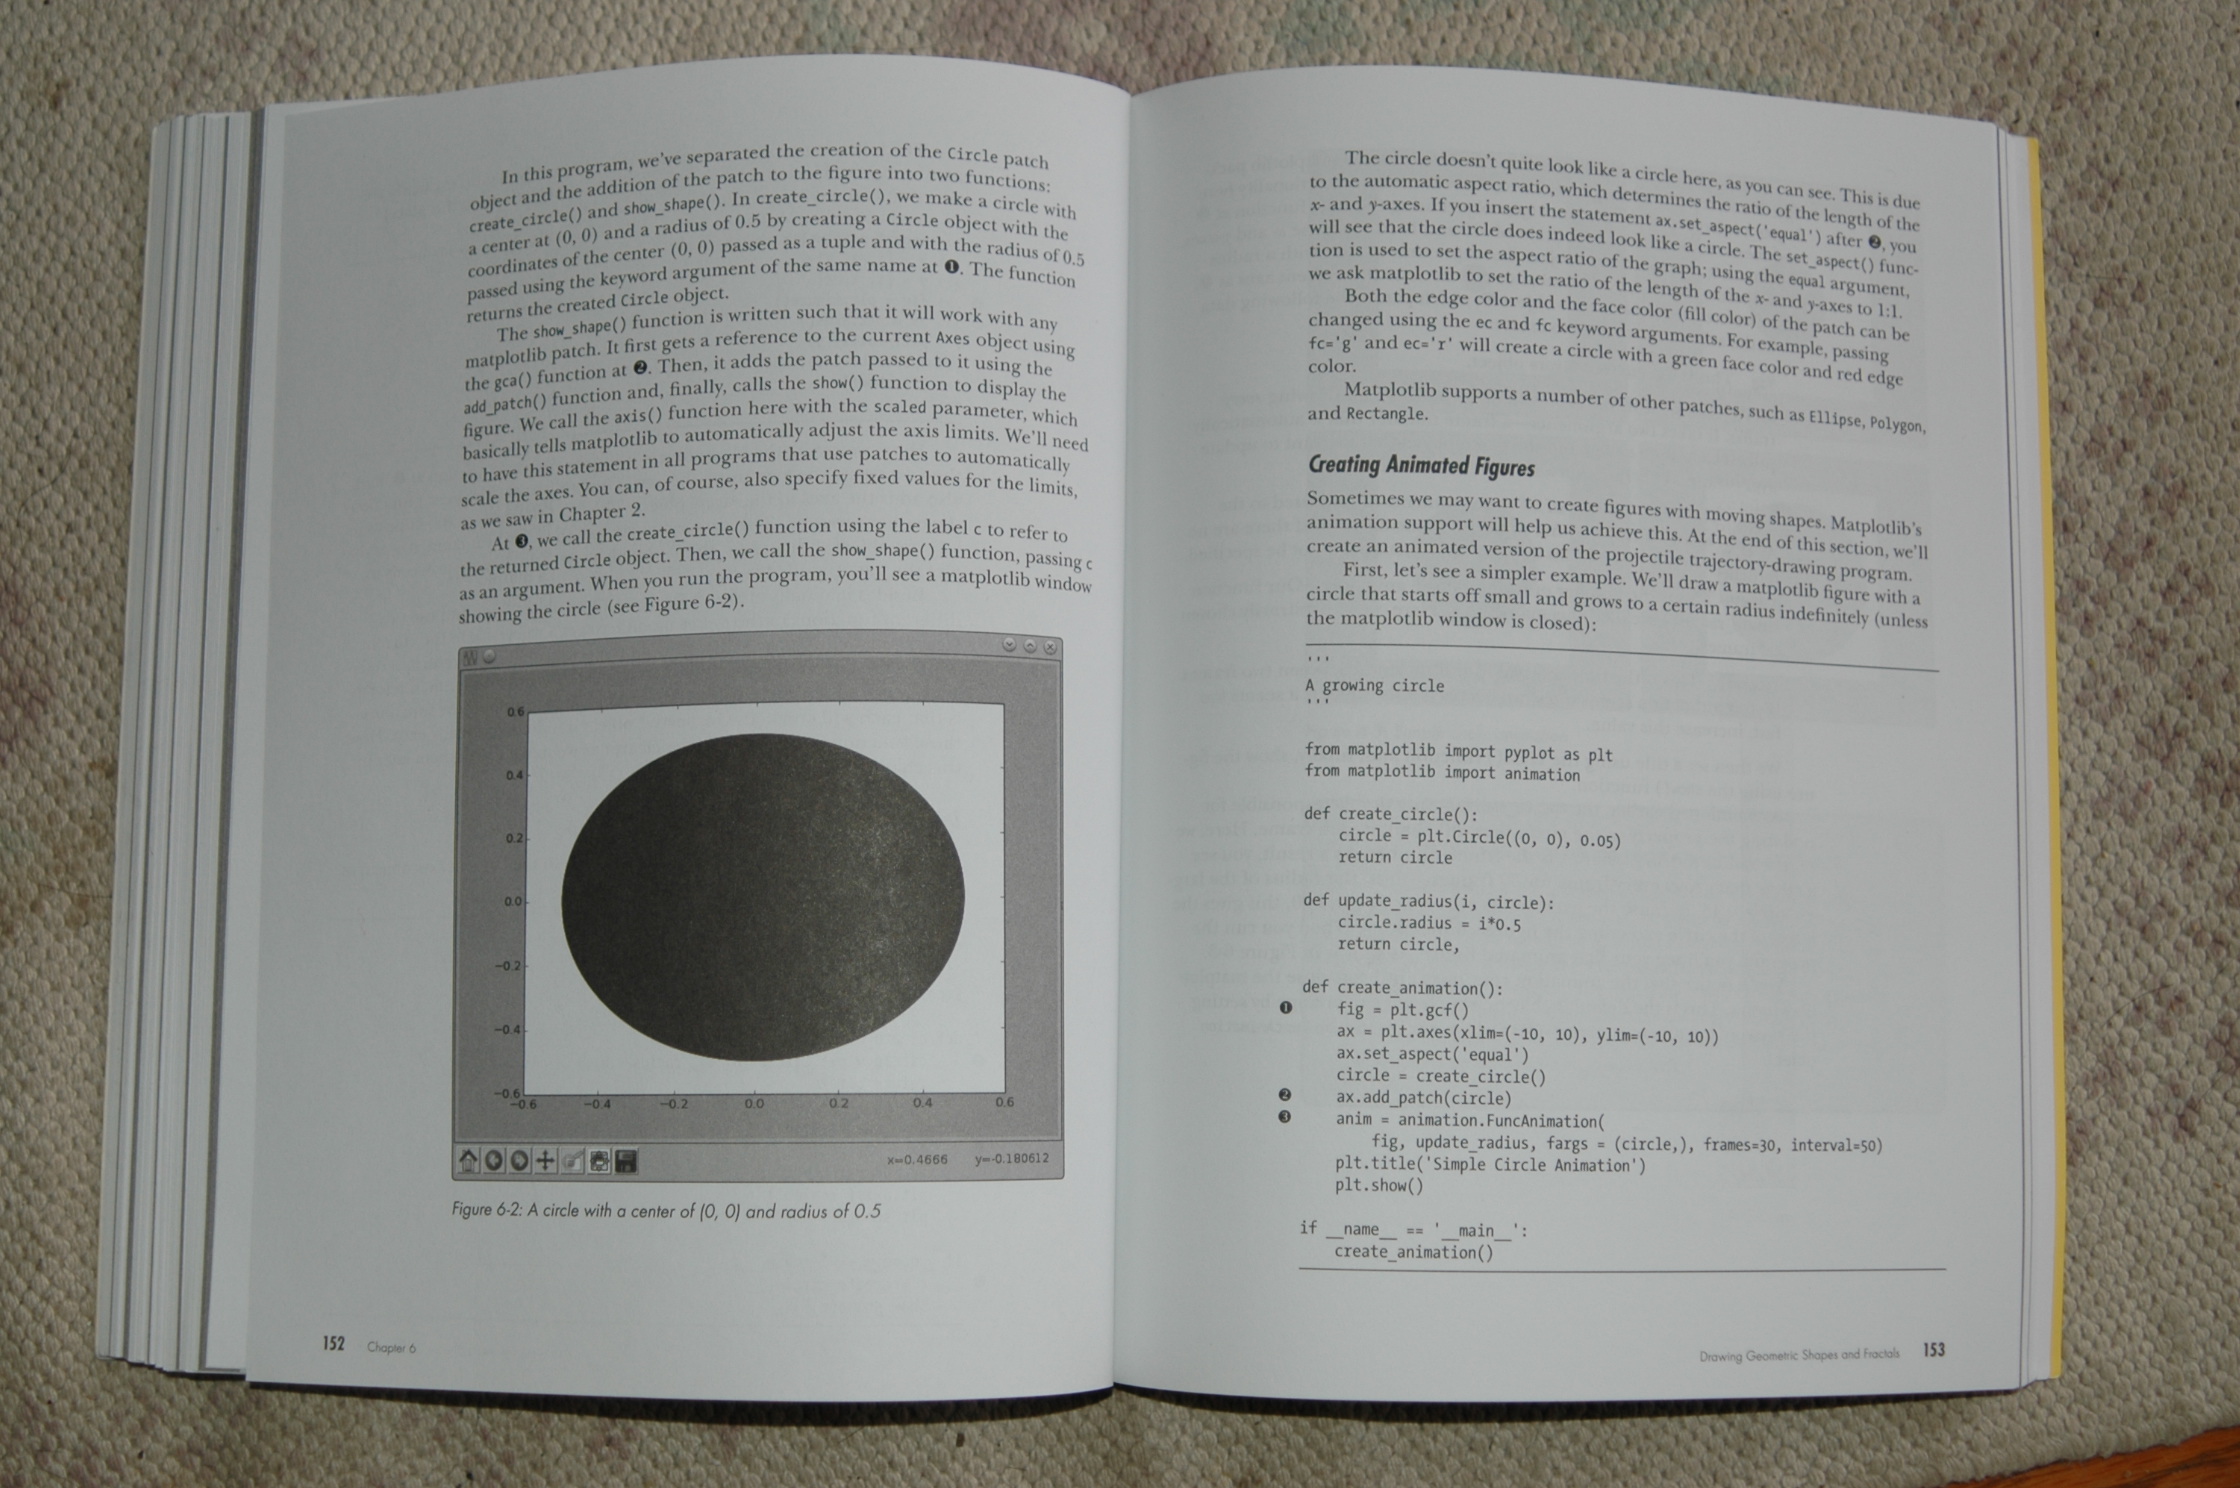 In this program, we've separated the creation of the Circle patch
object and the addition of the patch to the figure into two functions:
create_circle() and show_shape(). In create_circle(), we make a circle with
a center at (0, 0) and a radius of 0.5 by creating a Circle object with the
coordinates of the center (0, 0) passed as a tuple and with the radius of 0.5
passed using the keyword argument of the same name at ❶. The function
returns the created Circle object.
The show_shape() function is written such that it will work with any
matplotlib patch. It first gets a reference to the current Axes object using
the gca() function at ❷. Then, it adds the patch passed to it using the
add_patch() function and, finally, calls the show() function to display the
figure. We call the axis() function here with the scaled parameter, which
basically tells matplotlib to automatically adjust the axis limits. We'll need
to have this statement in all programs that use patches to automatically
scale the axes. You can, of course, also specify fixed values for the limits,
as we saw in Chapter 2.
At ❸, we call the create_circle() function using the label c to refer to
the returned Circle object. Then, we call the show_shape() function, passing c
as an argument. When you run the program, you'll see a matplotlib window
showing the circle (see Figure 6-2).
0.6
0.4
0.2
0.0
−0.2
−0.4
−0.6
−0.6 −0.4 −0.2 0.0 0.2 0.4 0.6
x=0.4666 y=-0.180612
Figure 6-2: A circle with a center of (0, 0) and radius of 0.5
152 Chapter 6
The circle doesn't quite look like a circle here, as you can see. This is due
to the automatic aspect ratio, which determines the ratio of the length of the
x- and y-axes. If you insert the statement ax.set_aspect('equal') after ❷, you
will see that the circle does indeed look like a circle. The set_aspect() func-
tion is used to set the aspect ratio of the graph; using the equal argument,
we ask matplotlib to set the ratio of the length of the x- and y-axes to 1:1.
Both the edge color and the face color (fill color) of the patch can be
changed using the ec and fc keyword arguments. For example, passing
fc='g' and ec='r' will create a circle with a green face color and red edge
color.
Matplotlib supports a number of other patches, such as Ellipse, Polygon,
and Rectangle.
Creating Animated Figures
Sometimes we may want to create figures with moving shapes. Matplotlib's
animation support will help us achieve this. At the end of this section, we'll
create an animated version of the projectile trajectory-drawing program.
First, let's see a simpler example. We'll draw a matplotlib figure with a
circle that starts off small and grows to a certain radius indefinitely (unless
the matplotlib window is closed):
'''
A growing circle
'''
from matplotlib import pyplot as plt
from matplotlib import animation
def create_circle():
circle = plt.Circle((0, 0), 0.05)
return circle
def update_radius(i, circle):
circle.radius = i*0.5
return circle,
def create_animation():
❶ fig = plt.gcf()
ax = plt.axes(xlim=(-10, 10), ylim=(-10, 10))
ax.set_aspect('equal')
circle = create_circle()
❷ ax.add_patch(circle)
❸ anim = animation.FuncAnimation(
fig, update_radius, fargs = (circle,), frames=30, interval=50)
plt.title('Simple Circle Animation')
plt.show()
if __name__ == '__main__':
create_animation()
Drawing Geometric Shapes and Fractals 153